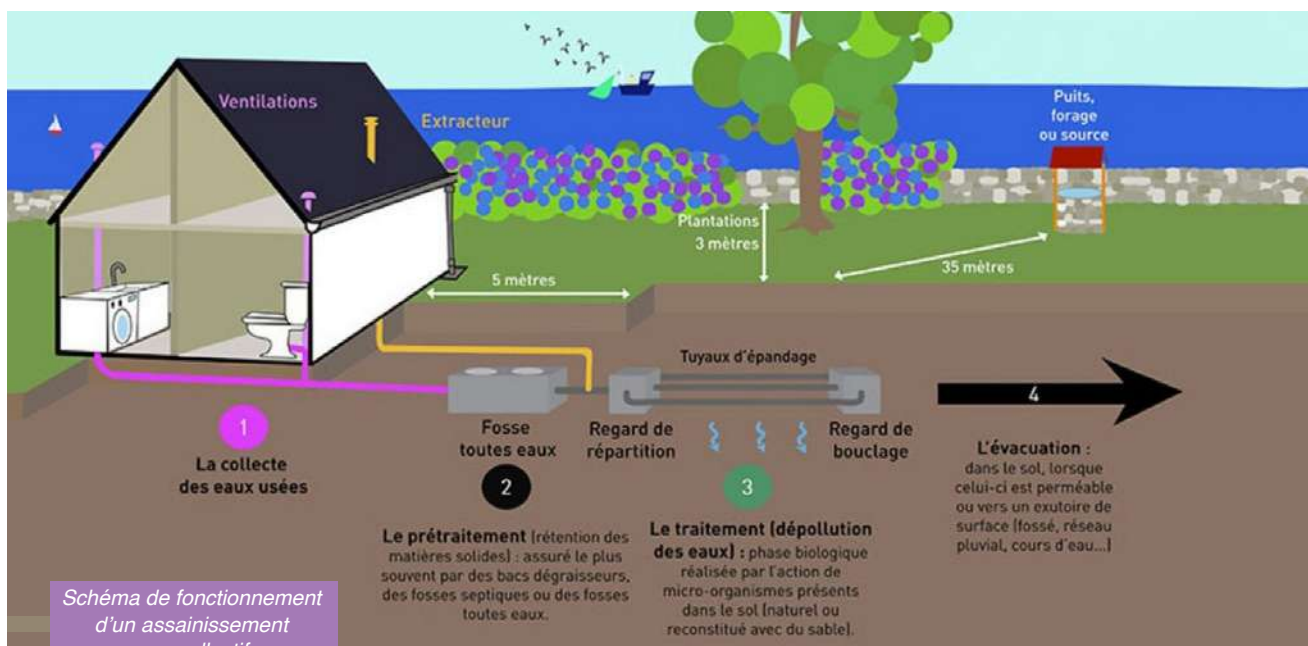 Ventilations
Extracteur
Puits,
forage
ou source
Plantations
3 mètres
35 mètres
5 mètres
Tuyaux d'épandage
1
La collecte
des eaux usées
Fosse
toutes eaux
2
Le prétraitement (rétention des
matières solides) : assuré le plus
souvent par des bacs dégraisseurs,
des fosses septiques ou des fosses
toutes eaux.
Regard de
répartition
Regard de
bouclage
3
Le traitement (dépollution
des eaux) : phase biologique
réalisée par l'action de
micro-organismes présents
dans le sol (naturel ou
reconstitué avec du sable).
4
L'évacuation :
dans le sol, lorsque
celui-ci est perméable
ou vers un exutoire de
surface (fossé, réseau
pluvial, cours d'eau...)
Schéma de fonctionnement
d'un assainissement